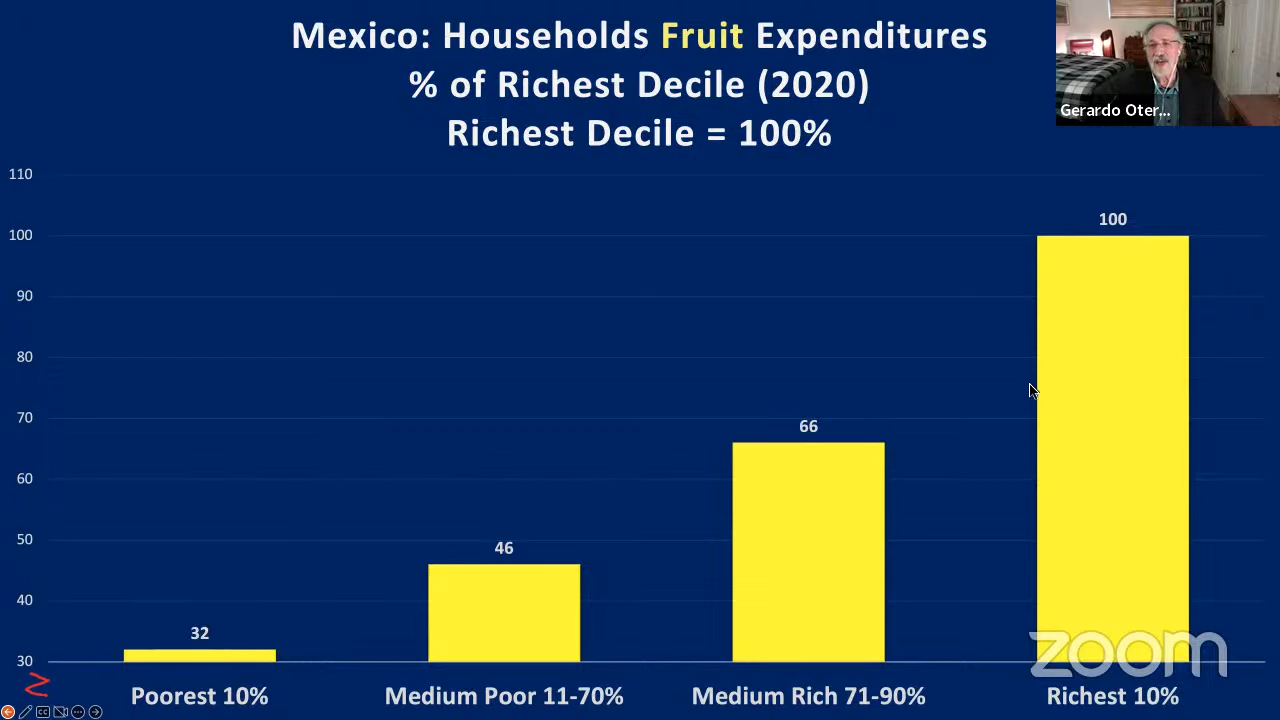 Mexico: Households Fruit Expenditures
% of Richest Decile (2020)
Richest Decile = 100%
Gerardo Oter...
110
100
90
80
70
60
50
40
30
32
46
66
100
Poorest 10%
Medium Poor 11-70%
Medium Rich 71-90%
Richest 10%
zoom